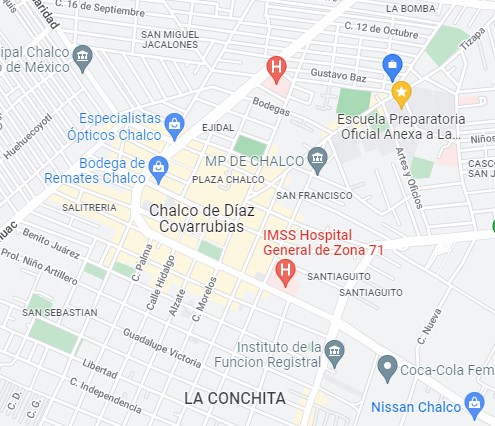 C. 16 de Septiembre
LA BOMBA
SAN MIGUEL
JACALONES
C. 12 de Octubre
Tizapa
ipal Chalco
o de México
H
Gustavo Baz
Bodegas
Huehuecoyotl
Especialistas
Ópticos Chalco
EJIDAL
Escuela Preparatoria
Oficial Anexa a La...
Niños
Bodega de
Remates Chalco
MP DE CHALCO
PLAZA CHALCO
Artes y Oficios
CASCO
SAN J
SAN FRANCISCO
SALITRERIA
Chalco de Díaz
Covarrubias
Benito Juárez
Prol. Niño Artillero
IMSS Hospital
General de Zona 71
H
C. Palma
Calle Hidalgo
Alzate
C. Morelos
SANTIAGUITO
SANTIAGUITO
SAN SEBASTIAN
Guadalupe Victoria
C. Nueva
Instituto de la
Funcion Registral
Libertad
C. Independencia
Coca-Cola Fem
C. D.
C. G.
LA CONCHITA
Nissan Chalco